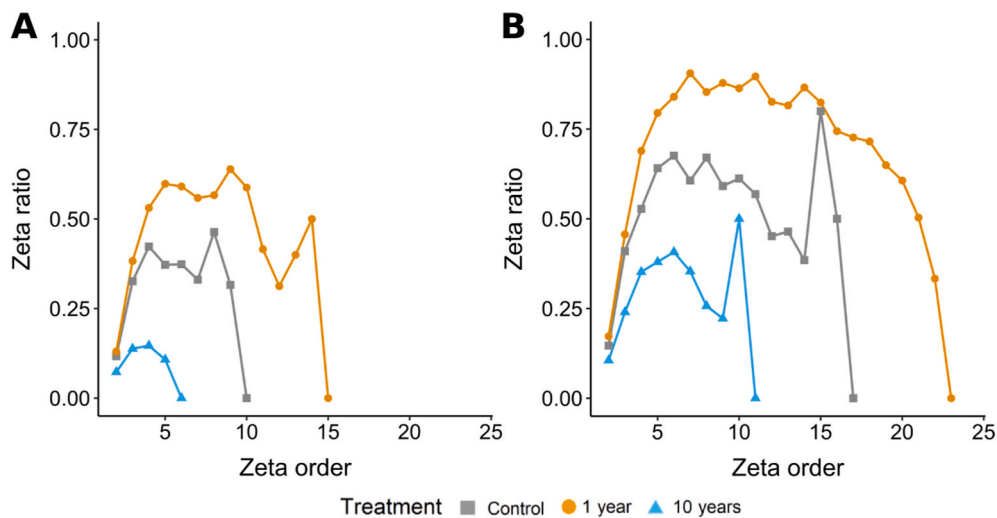 A
B
1.00
0.75
0.50
0.25
0.00
Zeta ratio
5 10 15 20 25
Zeta order
1.00
0.75
0.50
0.25
0.00
Zeta ratio
5 10 15 20 25
Zeta order
Treatment Control 1 year 10 years